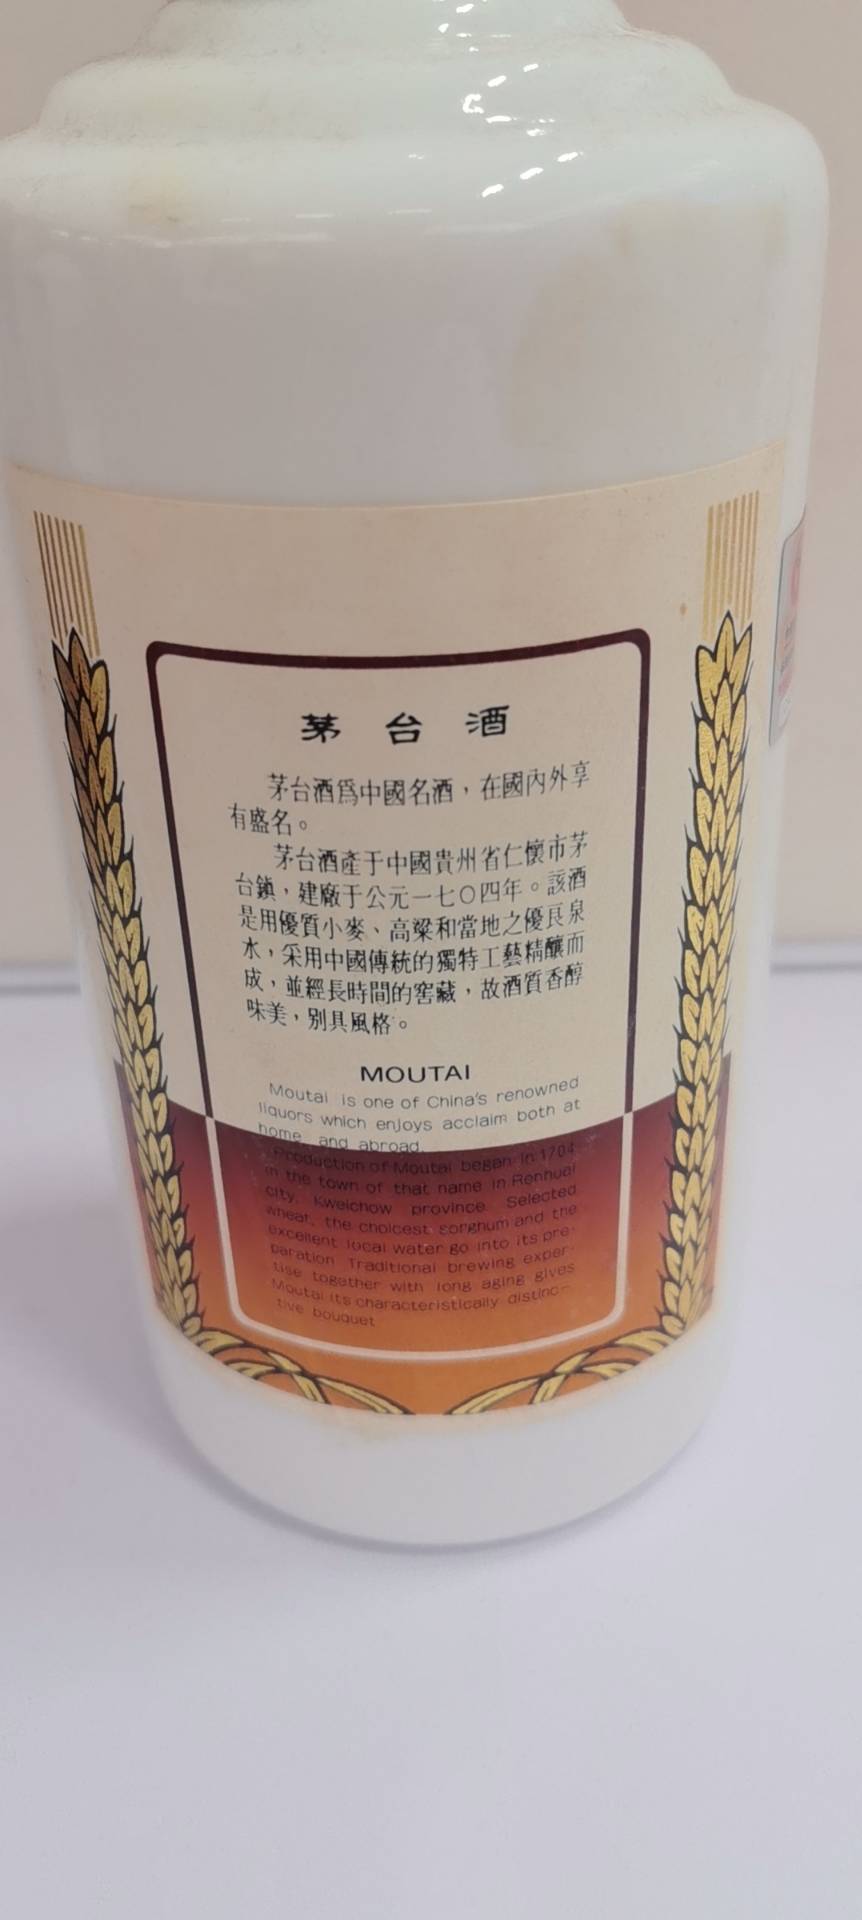 茅台酒
茅台酒爲中國名酒，在國內外享
有盛名。
茅台酒產于中國貴州省仁懷市茅
台鎮，建廠于公元一七〇四年。該酒
是用優質小麥、高粱和當地之優良泉
水，采用中國傳統的獨特工藝精釀而
成，並經長時間的窖藏，故酒質香醇
味美，別具風格。
MOUTAI
Moutai is one of China's renowned
liquors which enjoys acclaim both at
home and abroad.
Production of Moutai began in 1704
in the town of that name in Renhuai
city, Kweichow province. Selected
wheat, the choicest sorghum and the
excellent local water go into its pre-
paration Traditional brewing exper-
tise together with long aging gives
Moutai its characteristically distinc-
tive bouquet